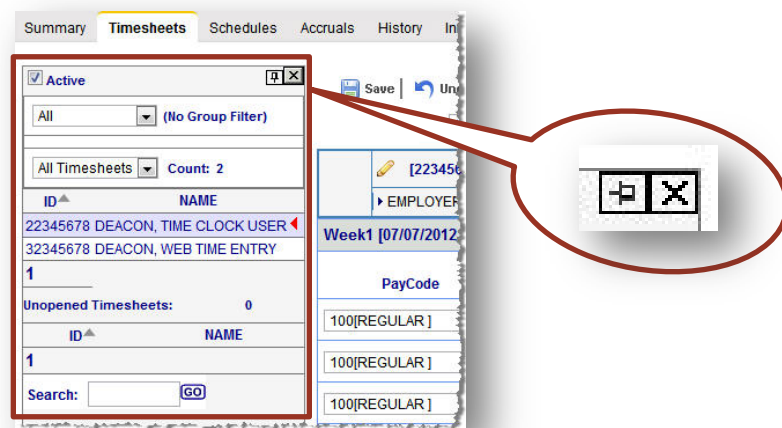 Summary Timesheets Schedules Accruals History In
Active
Save Un
All (No Group Filter)
All Timesheets Count: 2
[223456
ID NAME
EMPLOYER
22345678 DEACON, TIME CLOCK USER
32345678 DEACON, WEB TIME ENTRY
Week1 [07/07/2012
1
PayCode
Unopened Timesheets: 0
100[REGULAR ]
ID NAME
1
100[REGULAR ]
Search: GO
100[REGULAR ]